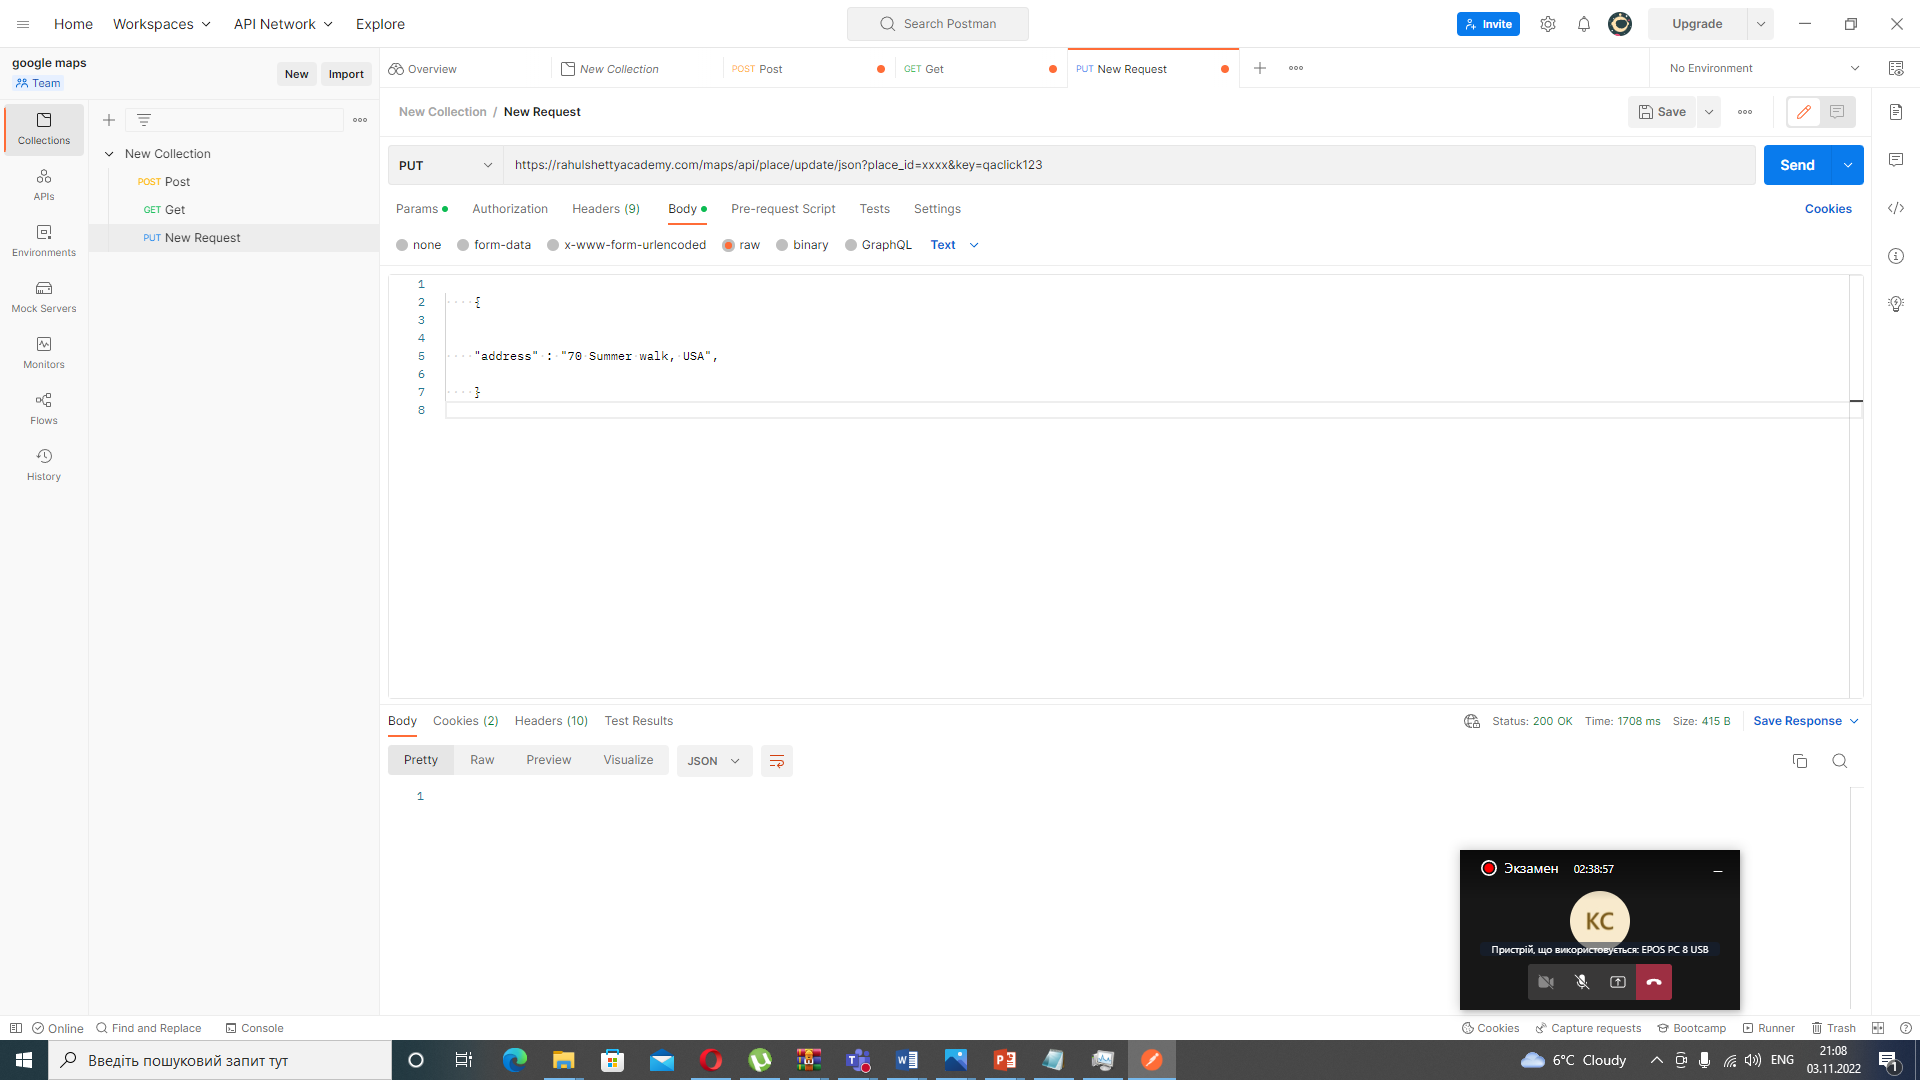 Home Workspaces API Network Explore Search Postman Invite Upgrade
google maps
Team
New Import
Overview New Collection POST Post GET Get PUT New Request No Environment
New Collection / New Request Save
Collections
APIs
Environments
Mock Servers
Monitors
Flows
History
New Collection
POST Post
GET Get
PUT New Request
PUT https://rahulshettyacademy.com/maps/api/place/update/json?place_id=xxxx&key=qaclick123 Send
Params Authorization Headers (9) Body Pre-request Script Tests Settings Cookies
none form-data x-www-form-urlencoded raw binary GraphQL Text
1
2 {
3
4
5 "address" : "70 Summer walk, USA",
6
7 }
8
Body Cookies (2) Headers (10) Test Results Status: 200 OK Time: 1708 ms Size: 415 B Save Response
Pretty Raw Preview Visualize JSON
1
Экзамен 02:38:57
КС
Пристрій, що використовується: EPOS PC 8 USB
Online Find and Replace Console Cookies Capture requests Bootcamp Runner Trash
Введіть пошуковий запит тут 6°C Cloudy ENG 21:08
03.11.2022 1